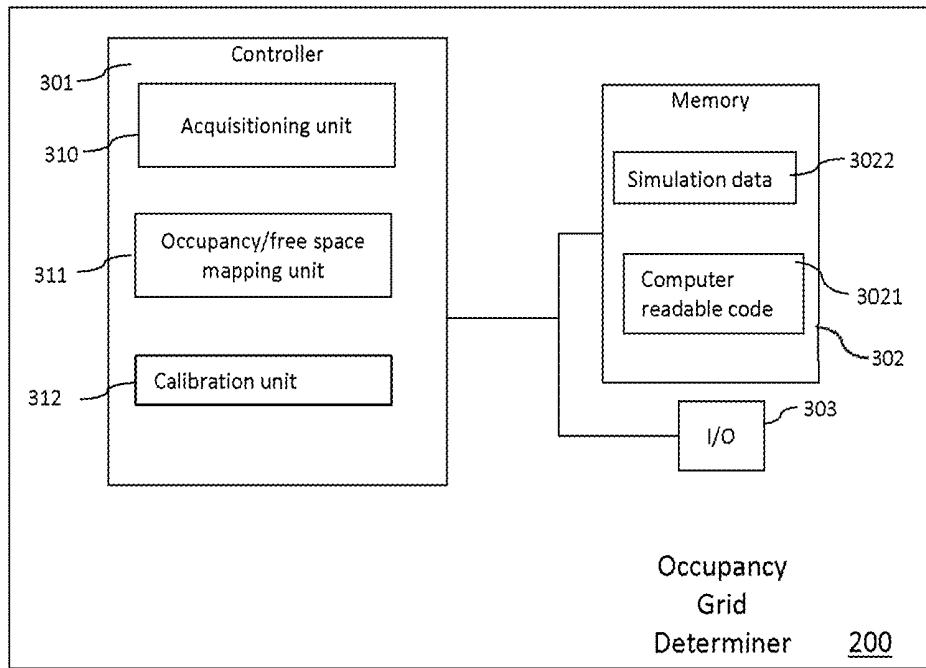 Controller
301
Acquisitioning unit
310
Occupancy/free space
mapping unit
311
Calibration unit
312
Memory
Simulation data
3022
Computer
readable code
3021
302
I/O
303
Occupancy
Grid
Determiner 200